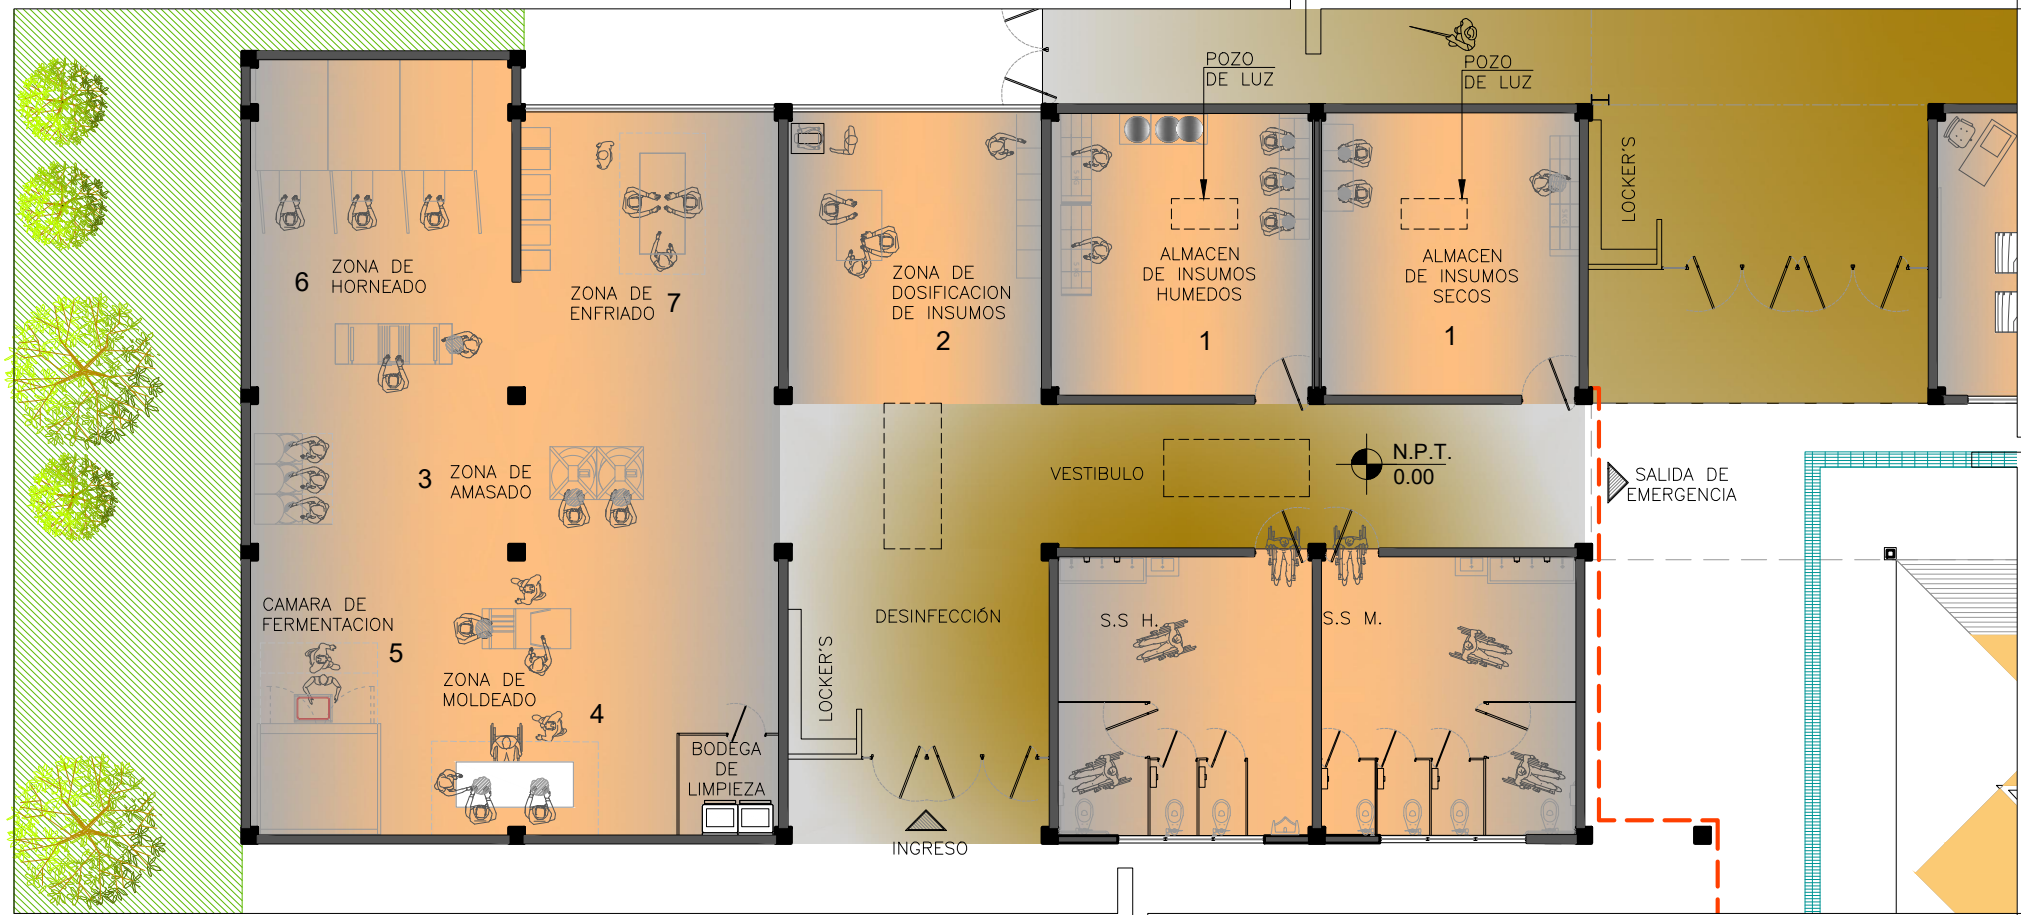 POZO
DE LUZ
POZO
DE LUZ
LOCKER'S
6
ZONA DE
HORNEADO
ZONA DE
ENFRIADO
7
ZONA DE
DOSIFICACION
DE INSUMOS
2
ALMACEN
DE INSUMOS
HUMEDOS
1
ALMACEN
DE INSUMOS
SECOS
1
3
ZONA DE
AMASADO
VESTIBULO
N.P.T.
0.00
SALIDA DE
EMERGENCIA
CAMARA DE
FERMENTACION
5
ZONA DE
MOLDEADO
4
BODEGA
DE
LIMPIEZA
LOCKER'S
DESINFECCIÓN
S.S H.
S.S M.
INGRESO